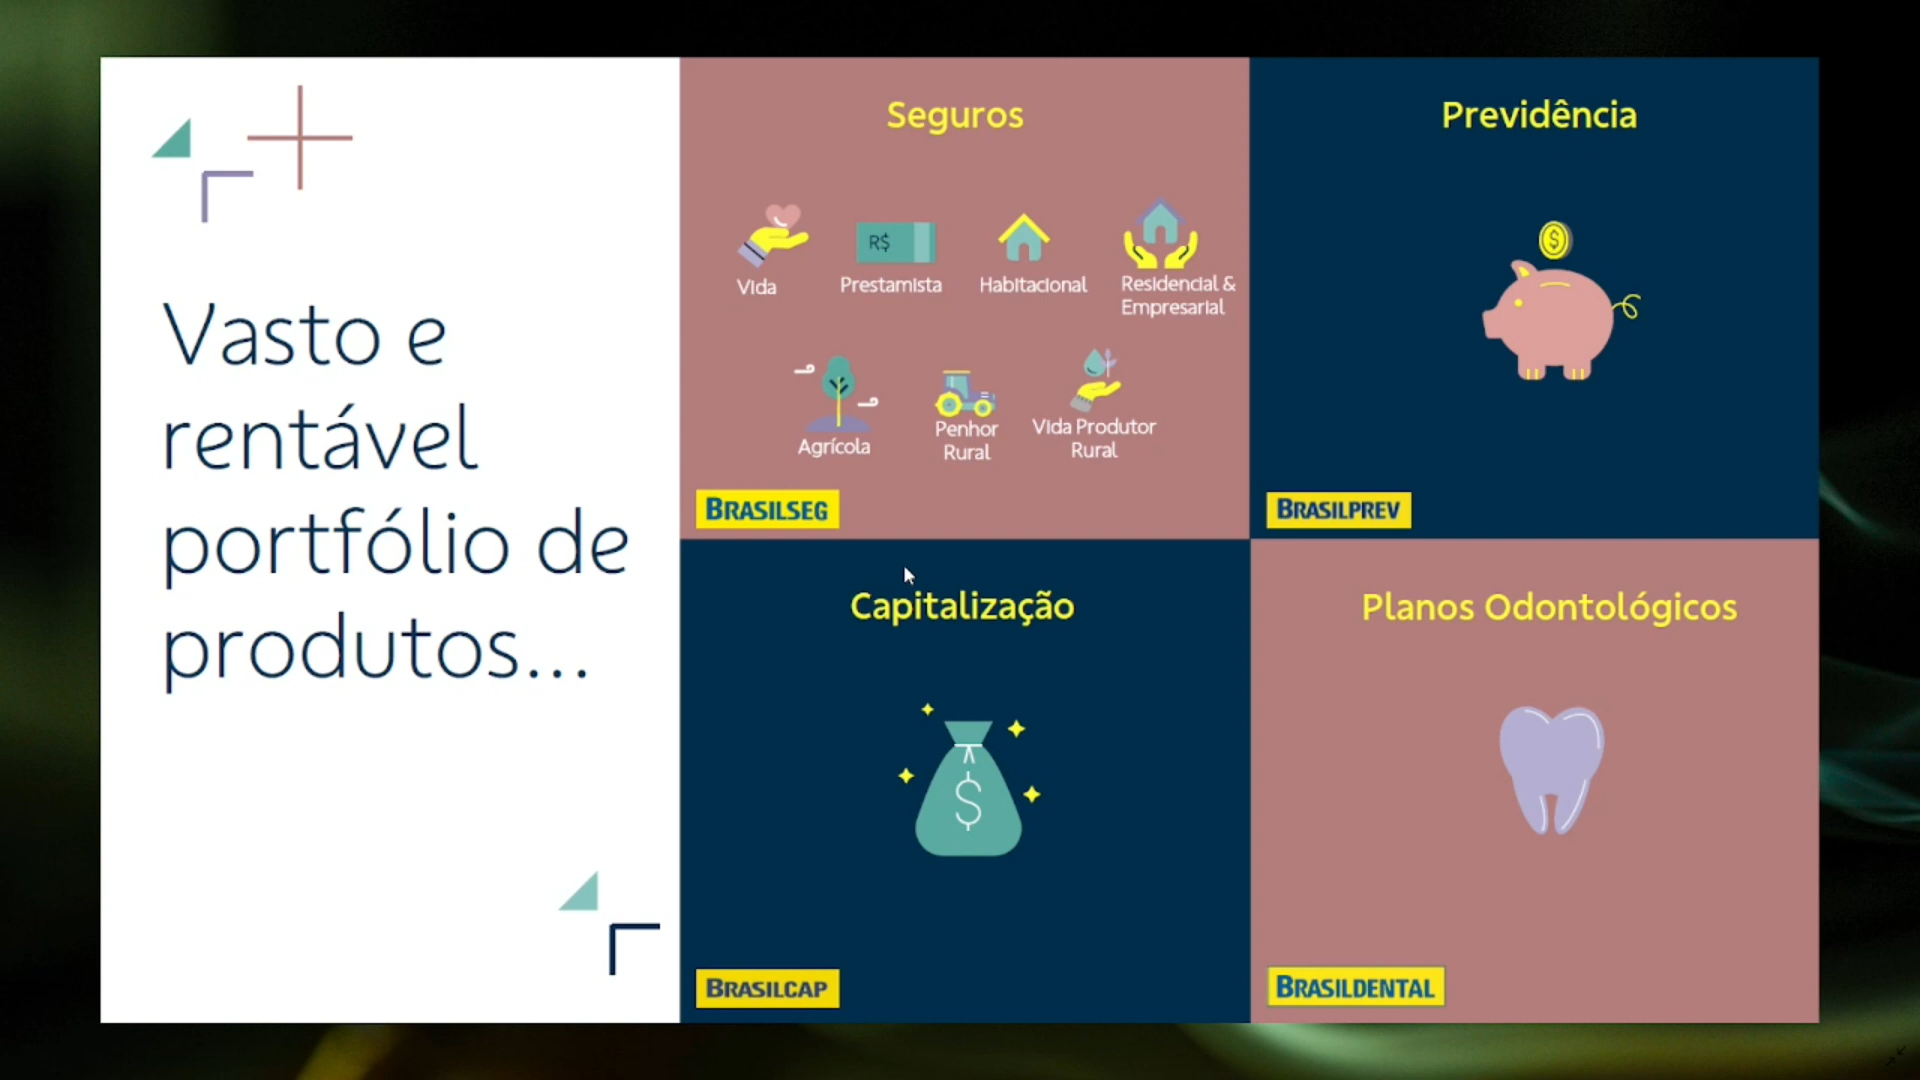 Vasto e
rentável
portfólio de
produtos...
Seguros
Vida
R$
Prestamista
Habitacional
Residencial &
Empresarial
Agrícola
Penhor
Rural
Vida Produtor
Rural
BRASILSEG
Previdência
$
BRASILPREV
Capitalização
$
BRASILCAP
Planos Odontológicos
BRASILDENTAL